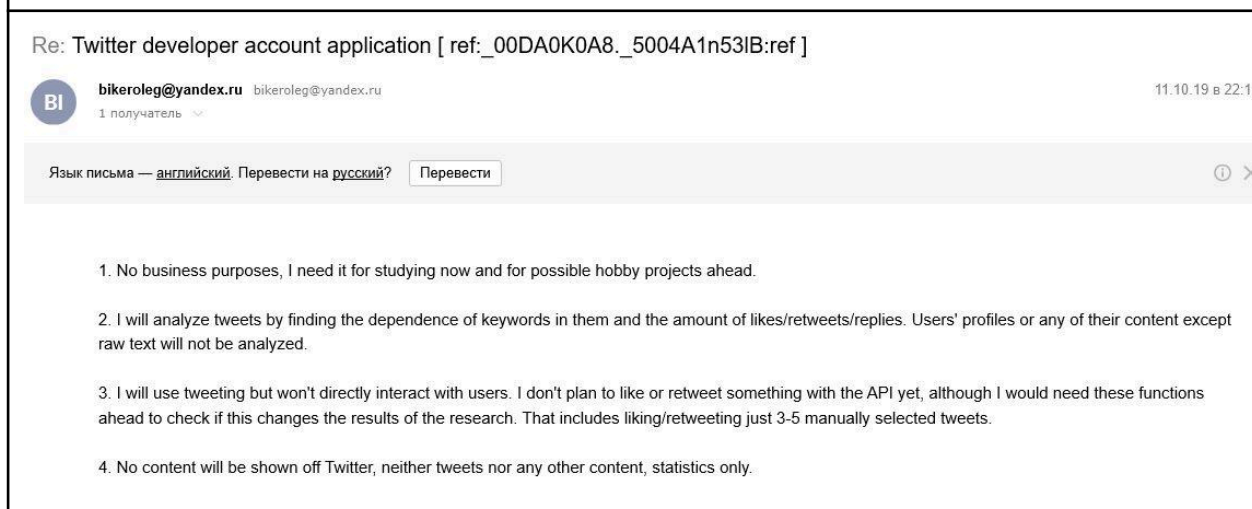 Re: Twitter developer account application [ ref:_00DA0K0A8._5004A1n53lB:ref ]
BI
bikeroleg@yandex.ru bikeroleg@yandex.ru
11.10.19 в 22:1
1 получатель
Язык письма — английский. Перевести на русский? Перевести
1. No business purposes, I need it for studying now and for possible hobby projects ahead.
2. I will analyze tweets by finding the dependence of keywords in them and the amount of likes/retweets/replies. Users' profiles or any of their content except
raw text will not be analyzed.
3. I will use tweeting but won't directly interact with users. I don't plan to like or retweet something with the API yet, although I would need these functions
ahead to check if this changes the results of the research. That includes liking/retweeting just 3-5 manually selected tweets.
4. No content will be shown off Twitter, neither tweets nor any other content, statistics only.